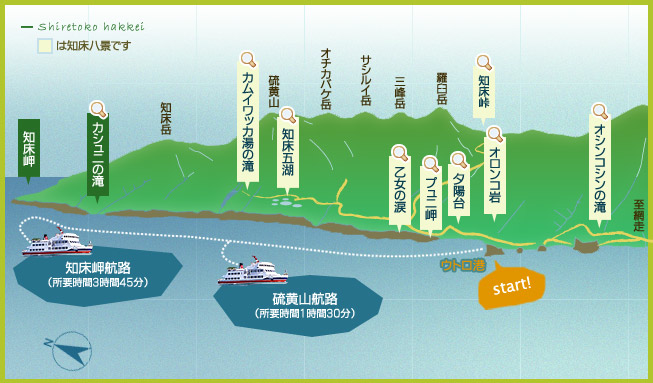 Shiretoko hakkei
は知床八景です
知床岬
カシュニの滝
知床岳
カムイワッカ湯の滝
硫黄山
知床五湖
オチカバケ岳
サシルイ岳
三峰岳
乙女の涙
羅臼岳
プユニ岬
夕陽台
知床峠
オロンコ岩
オシンコシンの滝
至網走
知床岬航路
(所要時間3時間45分)
硫黄山航路
(所要時間1時間30分)
ウトロ港
start!
N